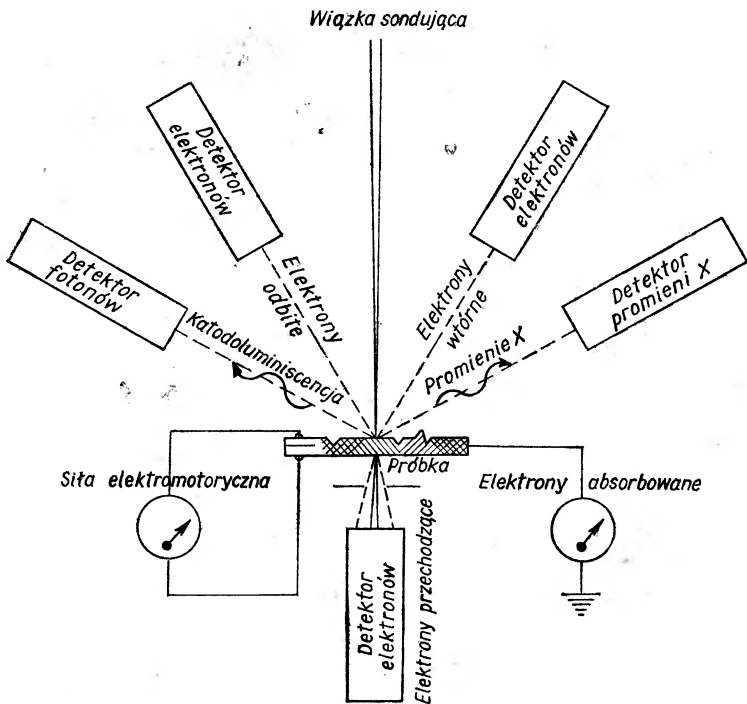 Wiązka sondująca
Detektor
elektronów
Detektor
elektronów
Detektor
fotonów
Detektor
promieni X
Elektrony
odbite
Elektrony
wtórne
Katodoluminiscencja
Promienie X
Próbka
Siła elektromotoryczna
Elektrony absorbowane
Detektor
elektronów
Elektrony przechodzące